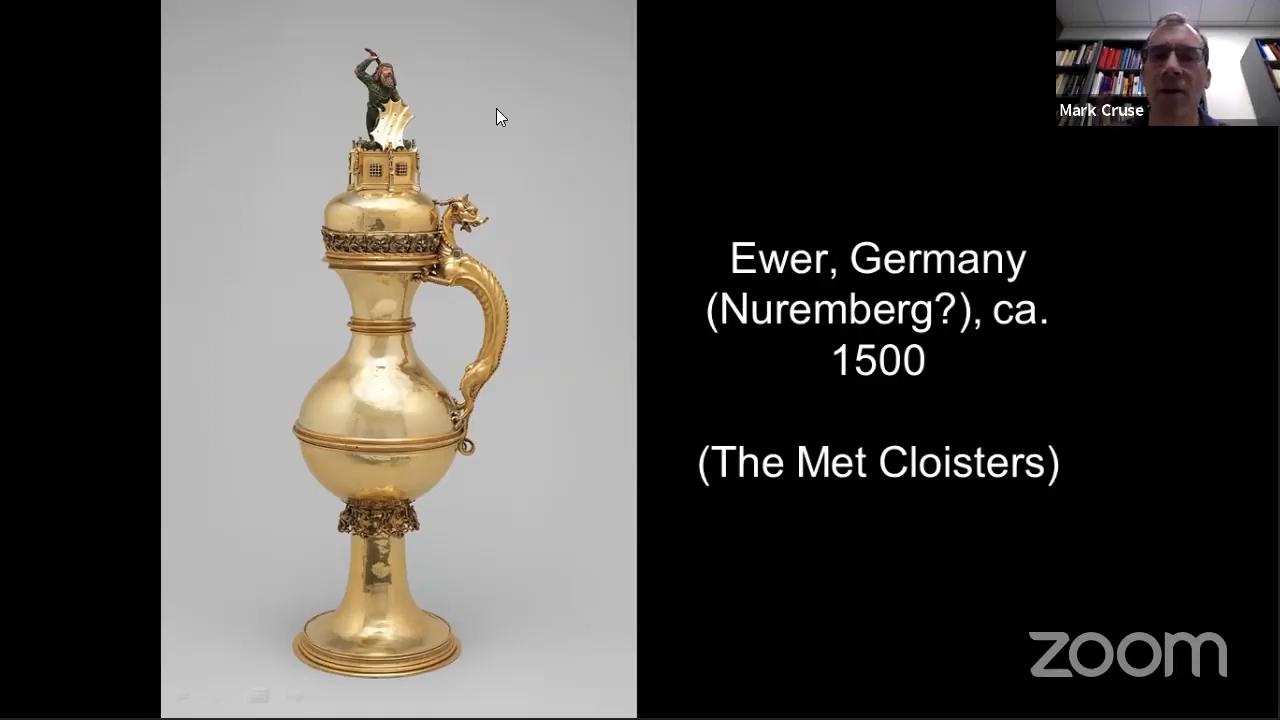 Mark Cruse
Ewer, Germany
(Nuremberg?), ca.
1500
(The Met Cloisters)
zoom